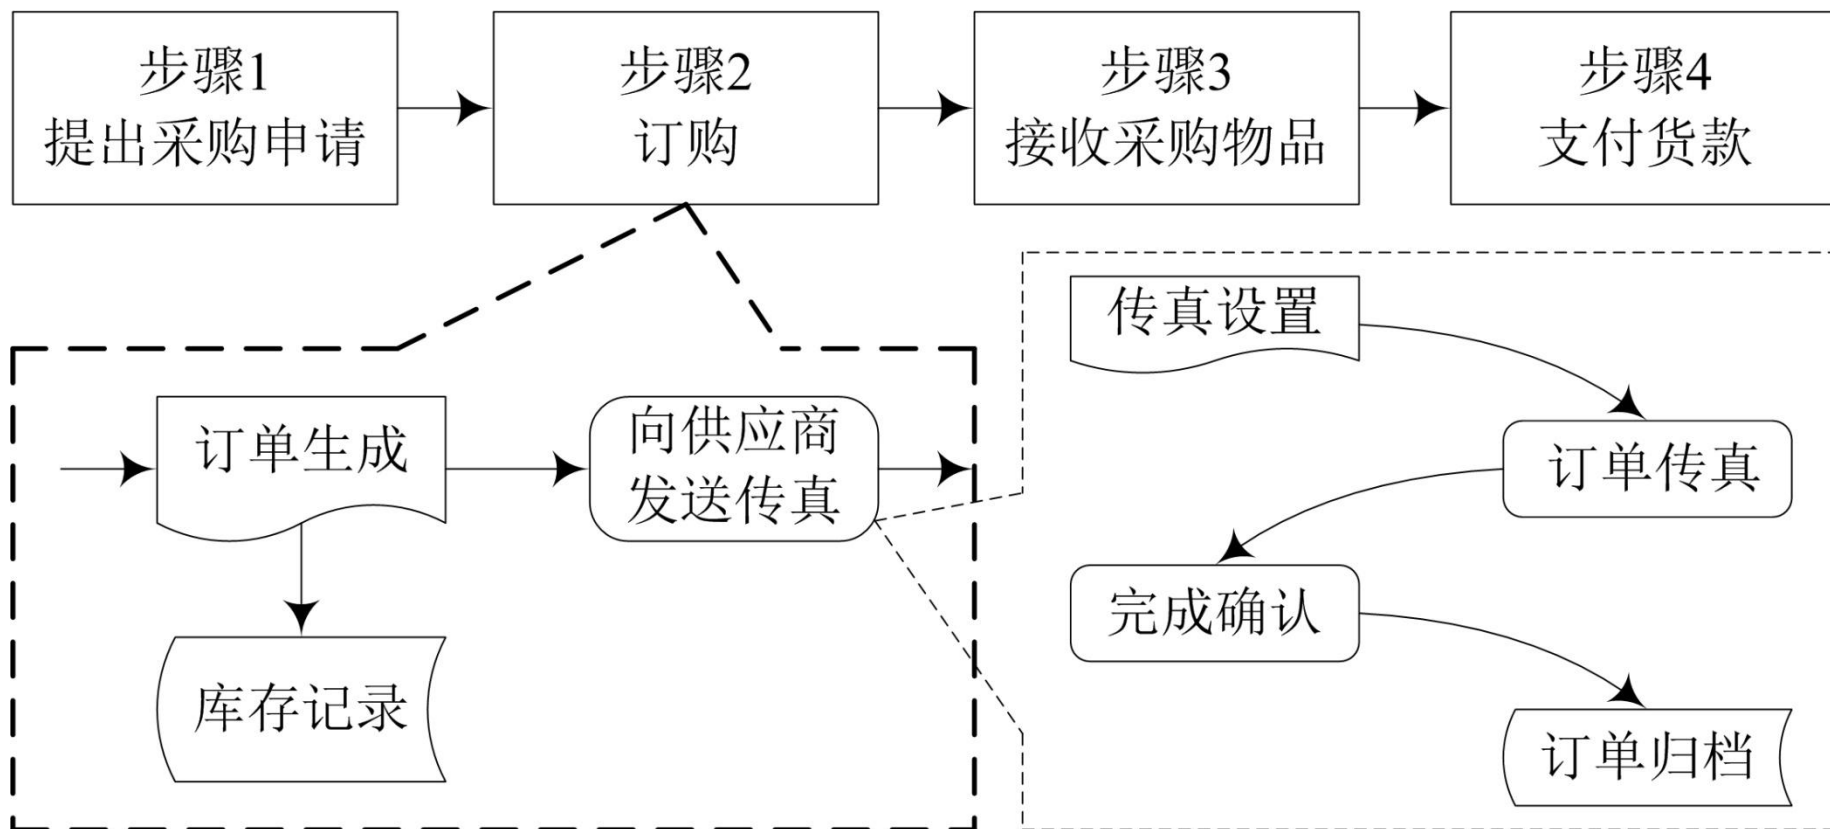 步骤1
提出采购申请
步骤2
订购
步骤3
接收采购物品
步骤4
支付货款
订单生成
向供应商
发送传真
库存记录
传真设置
订单传真
完成确认
订单归档